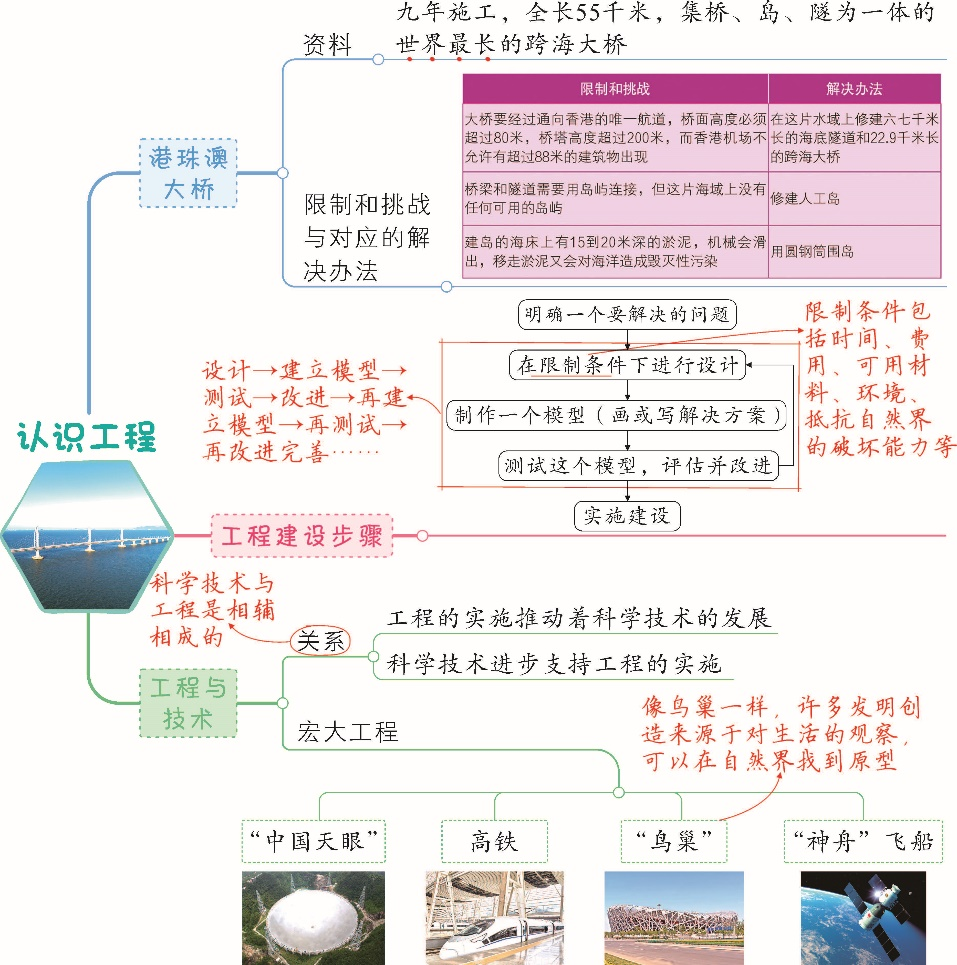 九年施工，全长55千米，集桥、岛、隧为一体的
世界最长的跨海大桥
资料
限制和挑战
解决办法
大桥要经过通向香港的唯一航道，桥面高度必须
超过80米，桥塔高度超过200米，而香港机场不
允许有超过88米的建筑物出现
在这片水域上修建六七千米
长的海底隧道和22.9千米长
的跨海大桥
桥梁和隧道需要用岛屿连接，但这片海域上没有
任何可用的岛屿
修建人工岛
建岛的海床上有15到20米深的淤泥，机械会滑
出，移走淤泥又会对海洋造成毁灭性污染
用圆钢筒围岛
港珠澳
大桥
限制和挑战
与对应的解
决办法
明确一个要解决的问题
在限制条件下进行设计
制作一个模型（画或写解决方案）
测试这个模型，评估并改进
实施建设
限制条件包
括时间、费
用、可用材
料、环境、
抵抗自然界
的破坏能力等
设计→建立模型→
测试→改进→再建
立模型→再测试→
再改进完善……
认识工程
工程建设步骤
科学技术与
工程是相辅
相成的
关系
工程的实施推动着科学技术的发展
科学技术进步支持工程的实施
工程与
技术
宏大工程
像鸟巢一样，许多发明创
造来源于对生活的观察，
可以在自然界找到原型
“中国天眼”
高铁
“鸟巢”
“神舟”飞船